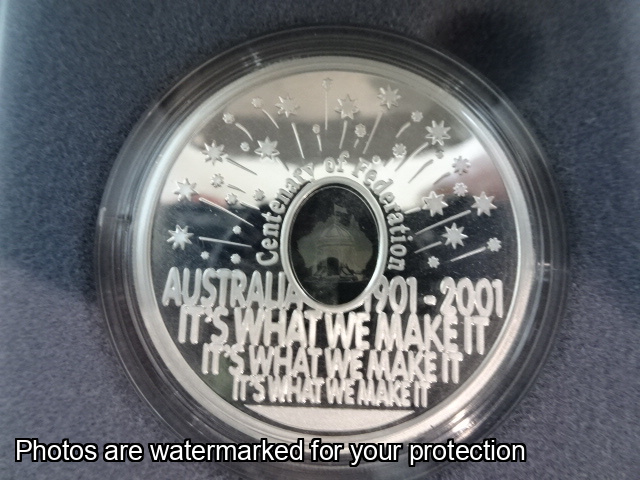 Centenary of Federation
AUSTRALIA 1901 - 2001
IT'S WHAT WE MAKE IT
IT'S WHAT WE MAKE IT
IT'S WHAT WE MAKE IT
Photos are watermarked for your protection